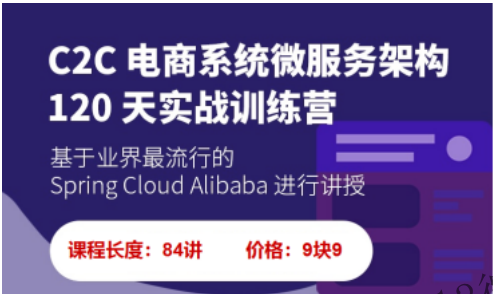 C2C 电商系统微服务架构
120 天实战训练营
基于业界最流行的
Spring Cloud Alibaba 进行讲授
课程长度：84讲 价格：9块9